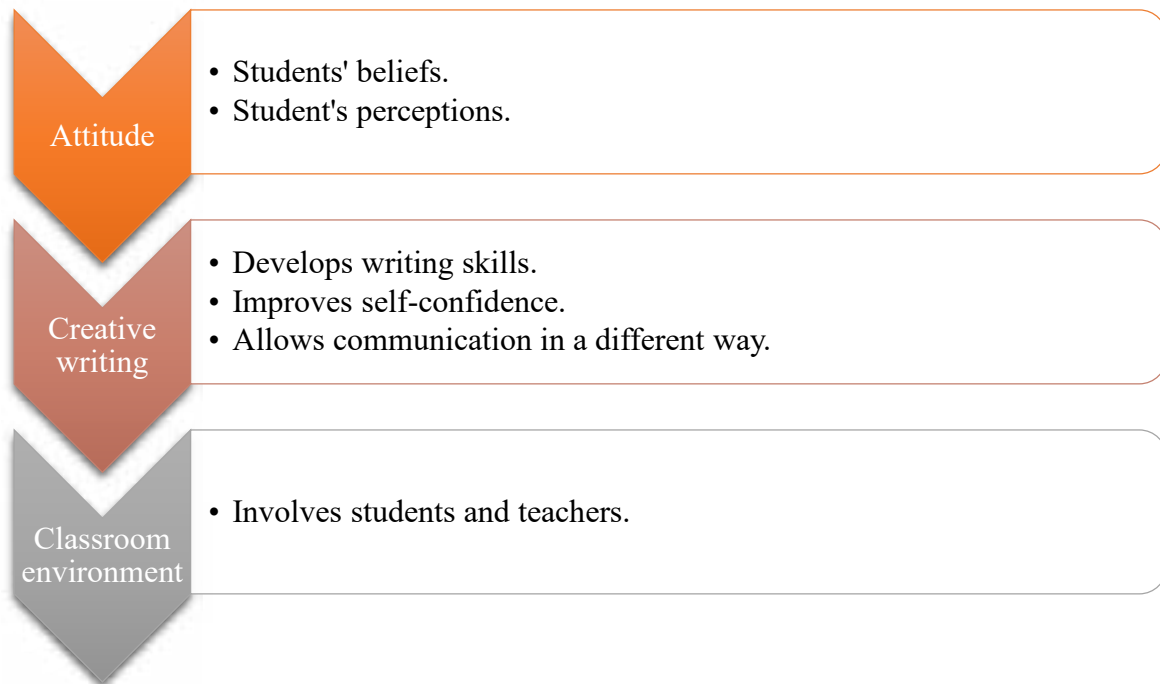 Attitude
• Students' beliefs.
• Student's perceptions.
Creative
writing
• Develops writing skills.
• Improves self-confidence.
• Allows communication in a different way.
Classroom
environment
• Involves students and teachers.